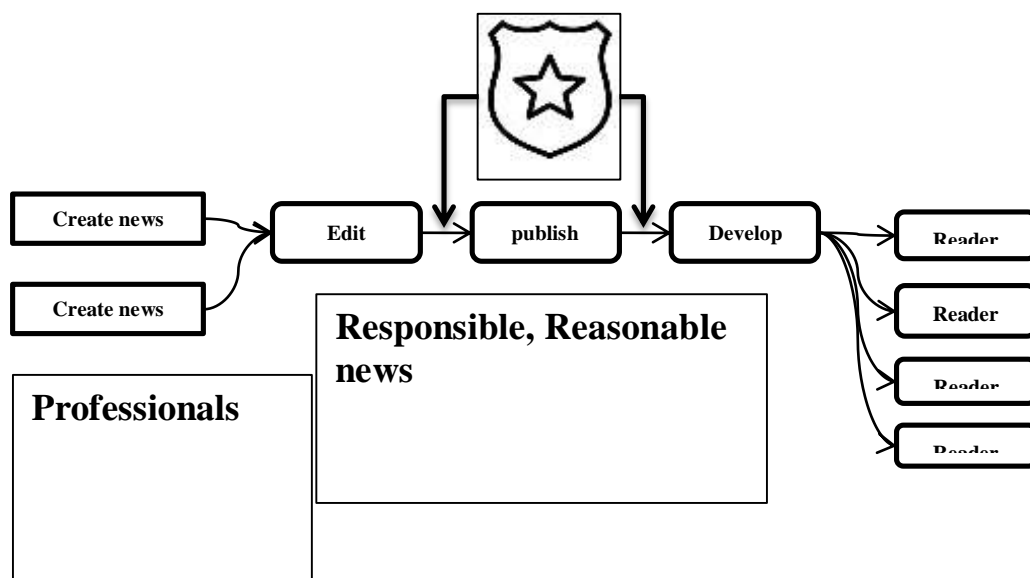 Create news
Create news
Edit
publish
Develop
Reader
Reader
Reader
Reader
Responsible, Reasonable
news
Professionals